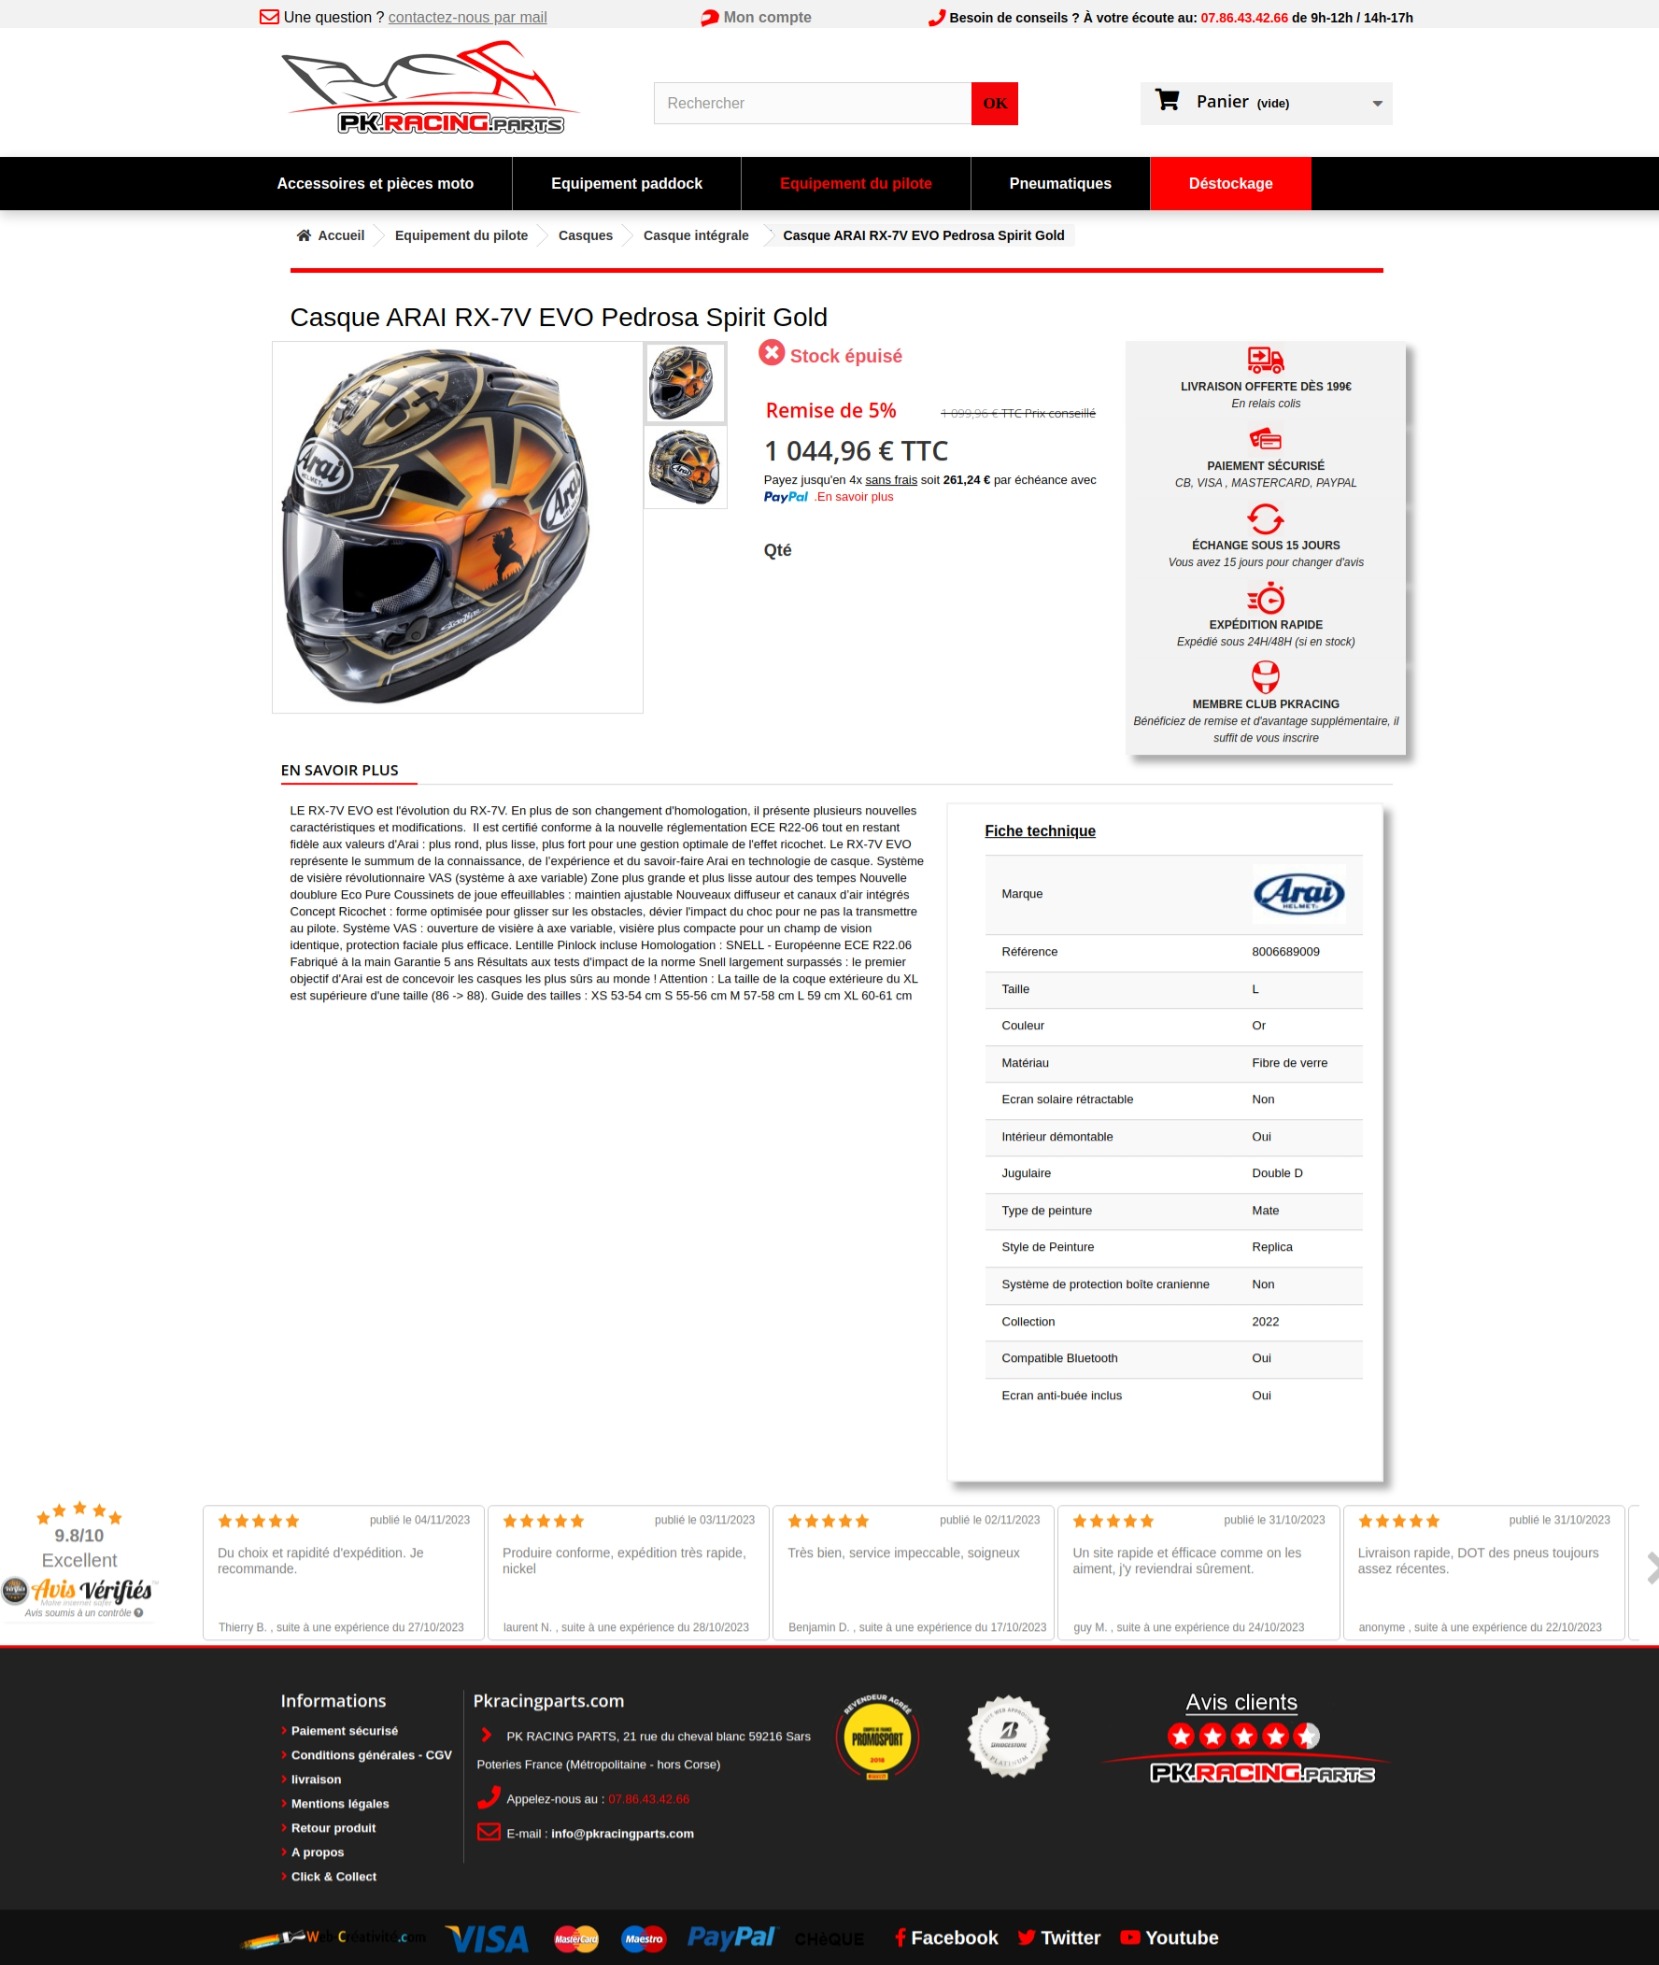 Une question ? contactez-nous par mail
Mon compte
Besoin de conseils ? À votre écoute au: 07.86.43.42.66 de 9h-12h / 14h-17h
PK.RACING.PARTS
Rechercher
OK
Panier (vide)
Accessoires et pièces moto
Equipement paddock
Equipement du pilote
Pneumatiques
Déstockage
Accueil
Equipement du pilote
Casques
Casque intégrale
Casque ARAI RX-7V EVO Pedrosa Spirit Gold
Casque ARAI RX-7V EVO Pedrosa Spirit Gold
Arai
Arai
Stock épuisé
Remise de 5%
1 099,96 € TTC Prix conseillé
1 044,96 € TTC
Payez jusqu'en 4x sans frais soit 261,24 € par échéance avec
PayPal .En savoir plus
Qté
LIVRAISON OFFERTE DÈS 199€
En relais colis
PAIEMENT SÉCURISÉ
CB, VISA , MASTERCARD, PAYPAL
ÉCHANGE SOUS 15 JOURS
Vous avez 15 jours pour changer d'avis
EXPÉDITION RAPIDE
Expédié sous 24H/48H (si en stock)
MEMBRE CLUB PKRACING
Bénéficiez de remise et d'avantage supplémentaire, il
suffit de vous inscrire
EN SAVOIR PLUS
LE RX-7V EVO est l'évolution du RX-7V. En plus de son changement d'homologation, il présente plusieurs nouvelles
caractéristiques et modifications. Il est certifié conforme à la nouvelle réglementation ECE R22-06 tout en restant
fidèle aux valeurs d'Arai : plus rond, plus lisse, plus fort pour une gestion optimale de l'effet ricochet. Le RX-7V EVO
représente le summum de la connaissance, de l'expérience et du savoir-faire Arai en technologie de casque. Système
de visière révolutionnaire VAS (système à axe variable) Zone plus grande et plus lisse autour des tempes Nouvelle
doublure Eco Pure Coussinets de joue effeuillables : maintien ajustable Nouveaux diffuseur et canaux d'air intégrés
Concept Ricochet : forme optimisée pour glisser sur les obstacles, dévier l'impact du choc pour ne pas la transmettre
au pilote. Système VAS : ouverture de visière à axe variable, visière plus compacte pour un champ de vision
identique, protection faciale plus efficace. Lentille Pinlock incluse Homologation : SNELL - Européenne ECE R22.06
Fabriqué à la main Garantie 5 ans Résultats aux tests d'impact de la norme Snell largement surpassés : le premier
objectif d'Arai est de concevoir les casques les plus sûrs au monde ! Attention : La taille de la coque extérieure du XL
est supérieure d'une taille (86 -> 88). Guide des tailles : XS 53-54 cm S 55-56 cm M 57-58 cm L 59 cm XL 60-61 cm
Fiche technique
Marque Arai HELMET
Référence 8006689009
Taille L
Couleur Or
Matériau Fibre de verre
Ecran solaire rétractable Non
Intérieur démontable Oui
Jugulaire Double D
Type de peinture Mate
Style de Peinture Replica
Système de protection boîte cranienne Non
Collection 2022
Compatible Bluetooth Oui
Ecran anti-buée inclus Oui
9.8/10
Excellent
Avis Vérifiés
Avis soumis à un contrôle ?
publié le 04/11/2023
Du choix et rapidité d'expédition. Je
recommande.
Thierry B. , suite à une expérience du 27/10/2023
publié le 03/11/2023
Produire conforme, expédition très rapide,
nickel
laurent N. , suite à une expérience du 28/10/2023
publié le 02/11/2023
Très bien, service impeccable, soigneux
Benjamin D. , suite à une expérience du 17/10/2023
publié le 31/10/2023
Un site rapide et éfficace comme on les
aiment, j'y reviendrai sûrement.
guy M. , suite à une expérience du 24/10/2023
publié le 31/10/2023
Livraison rapide, DOT des pneus toujours
assez récentes.
anonyme , suite à une expérience du 22/10/2023
Informations
Paiement sécurisé
Conditions générales - CGV
livraison
Mentions légales
Retour produit
A propos
Click & Collect
Pkracingparts.com
PK RACING PARTS, 21 rue du cheval blanc 59216 Sars
Poteries France (Métropolitaine - hors Corse)
Appelez-nous au : 07.86.43.42.66
E-mail : info@pkracingparts.com
REVENDEUR AGRÉÉ
PROMOSPORT
2018
SITE WEB APPROUVÉ
BRIDGESTONE
PLATINUM
Avis clients
PK.RACING.PARTS
Web-Créativité.com
VISA
MasterCard
Maestro
PayPal
CHèQUE
Facebook
Twitter
Youtube